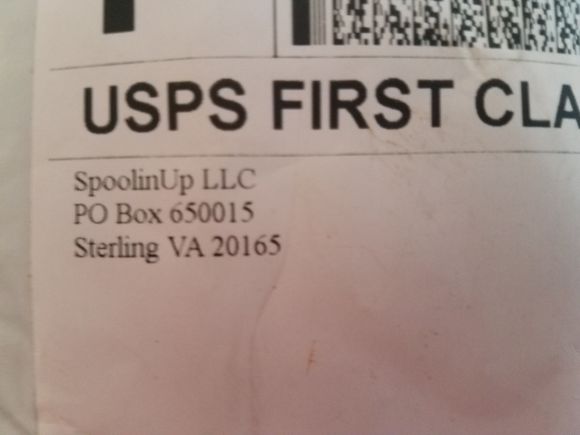 USPS FIRST CLA
SpoolinUp LLC
PO Box 650015
Sterling VA 20165